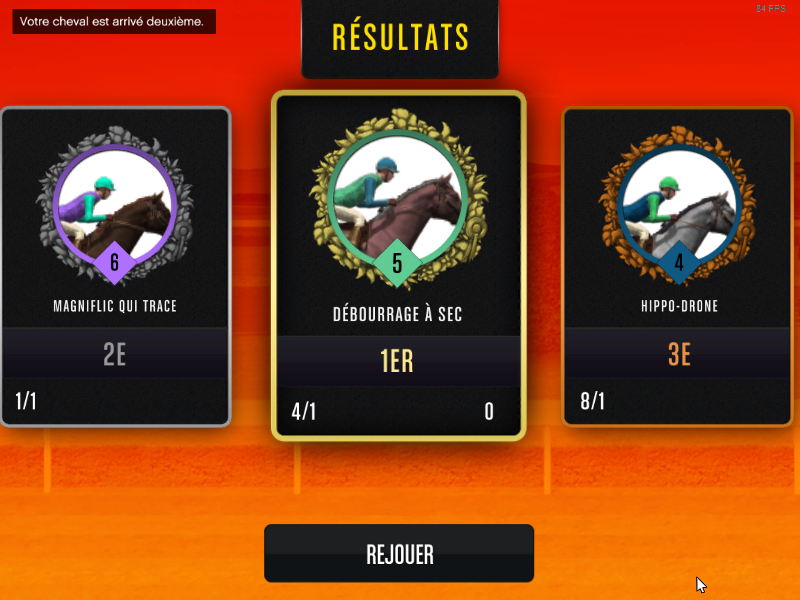 Votre cheval est arrivé deuxième.
RÉSULTATS
54 FPS
6
MAGNIFLIC QUI TRACE
2E
1/1
5
DÉBOURRAGE À SEC
1ER
4/1 0
4
HIPPO-DRONE
3E
8/1
REJOUER